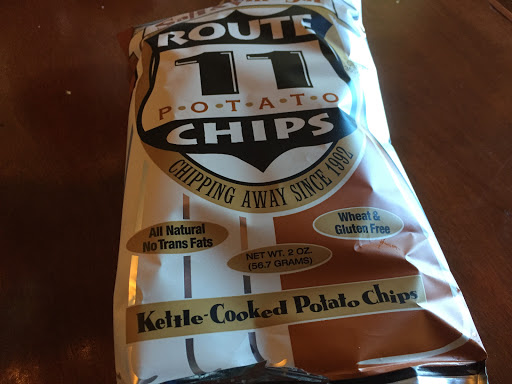 ROUTE
11
P·O·T·A·T·O
CHIPS
CHIPPING AWAY SINCE 1992
All Natural
No Trans Fats
Wheat &
Gluten Free
NET WT. 2 OZ.
(56.7 GRAMS)
Kettle-Cooked Potato Chips